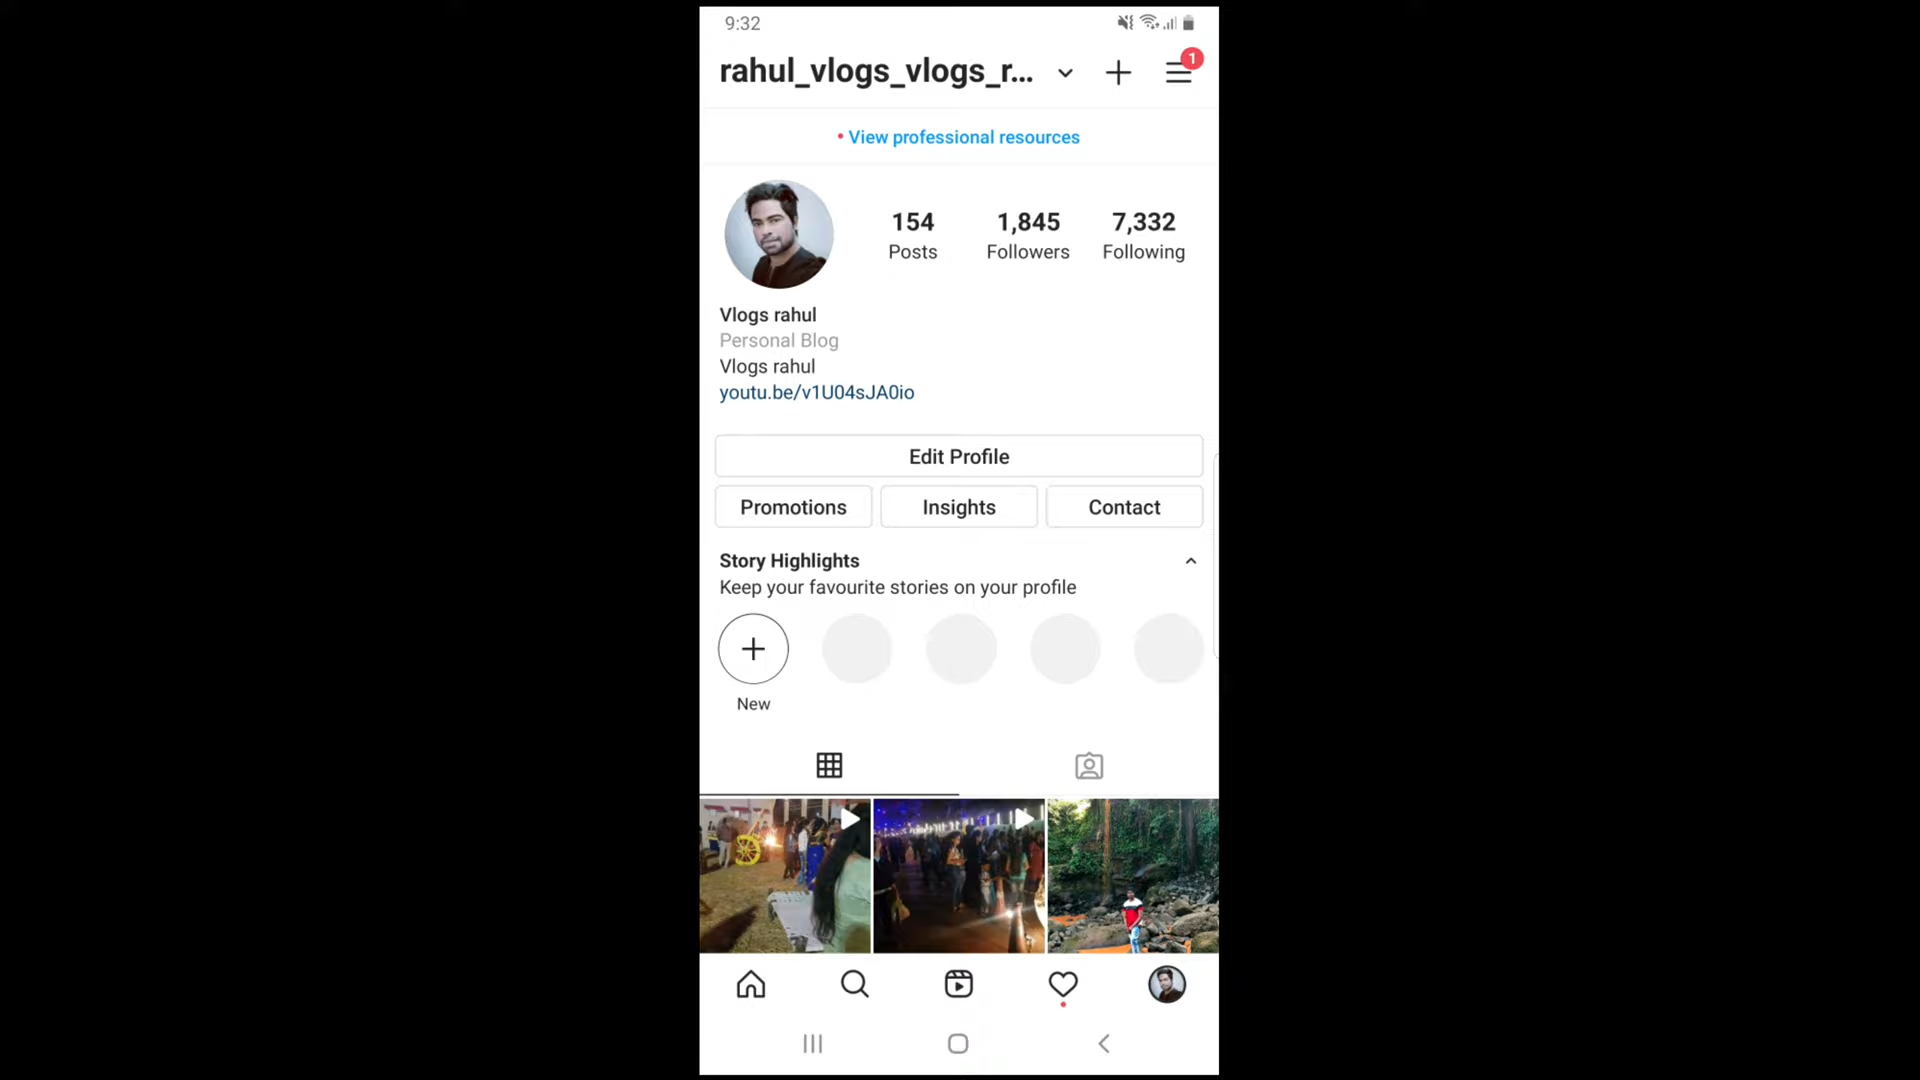 9:32
rahul_vlogs_vlogs_r...
1
View professional resources
154 1,845 7,332
Posts Followers Following
Vlogs rahul
Personal Blog
Vlogs rahul
youtu.be/v1U04sJA0io
Edit Profile
Promotions Insights Contact
Story Highlights
Keep your favourite stories on your profile
New